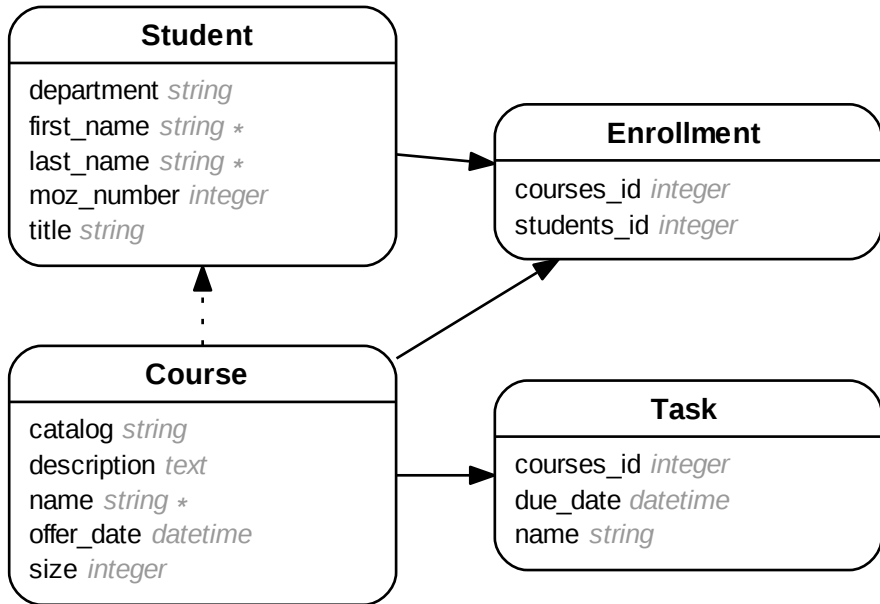 Student
department string
first_name string *
last_name string *
moz_number integer
title string
Enrollment
courses_id integer
students_id integer
Course
catalog string
description text
name string *
offer_date datetime
size integer
Task
courses_id integer
due_date datetime
name string